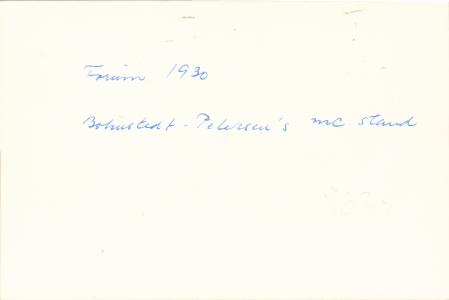 Forum 1930
Bohnstedt-Petersen's mc stand